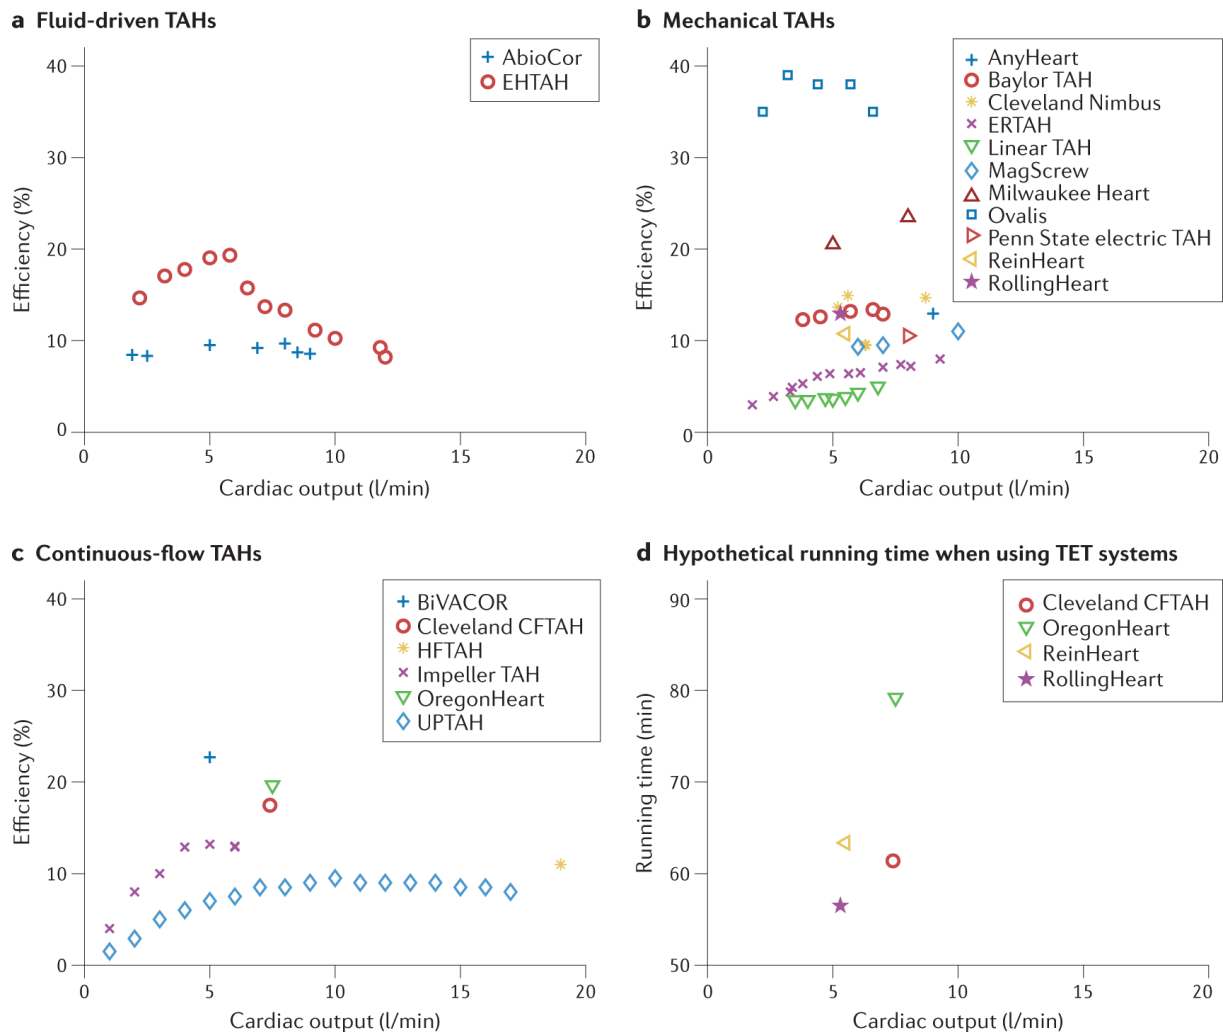 a Fluid-driven TAHs
40
30
20
10
0
Efficiency (%)
0 5 10 15 20
Cardiac output (l/min)
AbioCor
EHTAH
b Mechanical TAHs
40
30
20
10
0
Efficiency (%)
0 5 10 15 20
Cardiac output (l/min)
AnyHeart
Baylor TAH
Cleveland Nimbus
ERTAH
Linear TAH
MagScrew
Milwaukee Heart
Ovalis
Penn State electric TAH
ReinHeart
RollingHeart
c Continuous-flow TAHs
40
30
20
10
0
Efficiency (%)
0 5 10 15 20
Cardiac output (l/min)
BiVACOR
Cleveland CFTAH
HFTAH
Impeller TAH
OregonHeart
UPTAH
d Hypothetical running time when using TET systems
90
80
70
60
50
Running time (min)
0 5 10 15 20
Cardiac output (l/min)
Cleveland CFTAH
OregonHeart
ReinHeart
RollingHeart